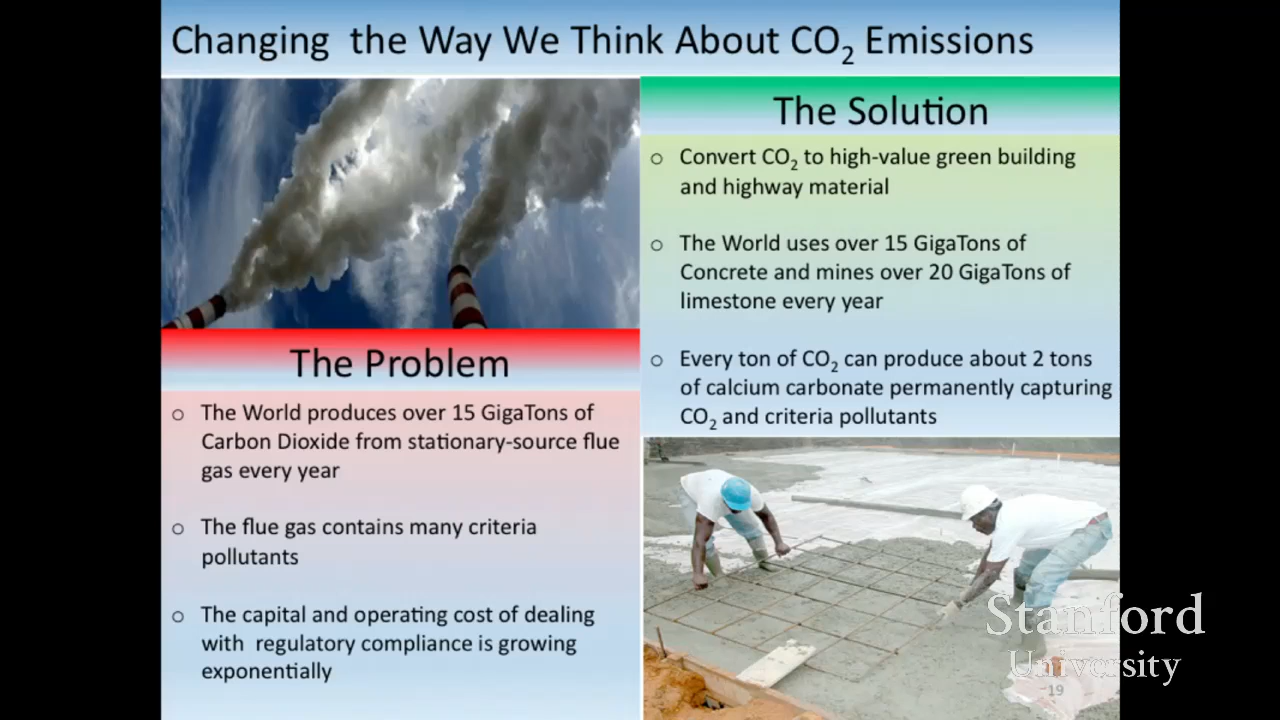 Changing the Way We Think About CO2 Emissions
The Problem
The World produces over 15 GigaTons of
Carbon Dioxide from stationary-source flue
gas every year
The flue gas contains many criteria
pollutants
The capital and operating cost of dealing
with regulatory compliance is growing
exponentially
The Solution
Convert CO2 to high-value green building
and highway material
The World uses over 15 GigaTons of
Concrete and mines over 20 GigaTons of
limestone every year
Every ton of CO2 can produce about 2 tons
of calcium carbonate permanently capturing
CO2 and criteria pollutants
Stanford
University
19